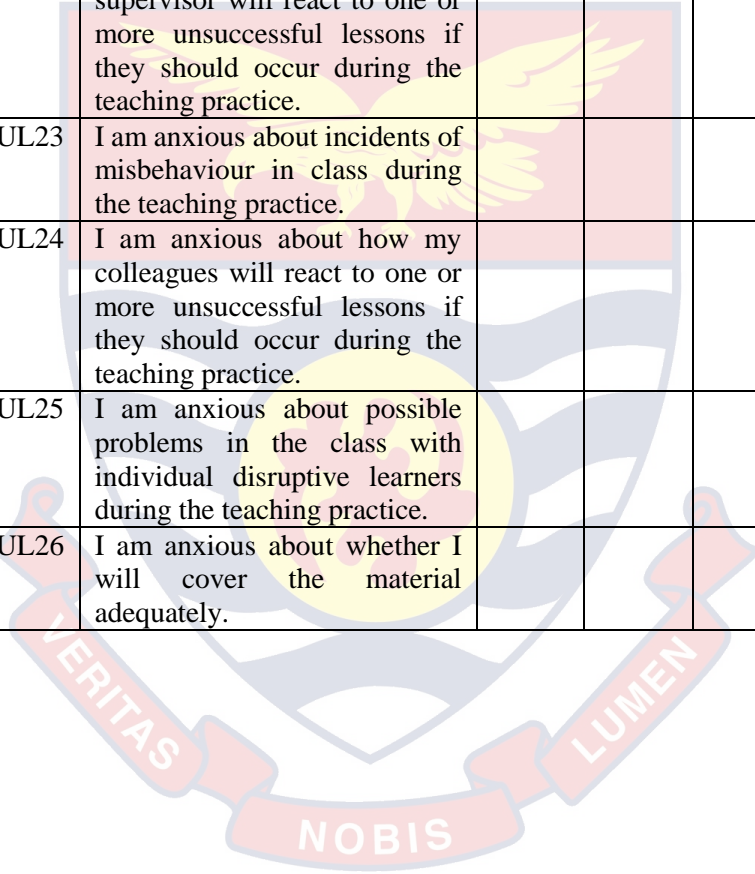 supervisor will react to one or
more unsuccessful lessons if
they should occur during the
teaching practice.
UL23 I am anxious about incidents of
misbehaviour in class during
the teaching practice.
UL24 I am anxious about how my
colleagues will react to one or
more unsuccessful lessons if
they should occur during the
teaching practice.
UL25 I am anxious about possible
problems in the class with
individual disruptive learners
during the teaching practice.
UL26 I am anxious about whether I
will cover the material
adequately.
VERITAS
NOBIS
LUMEN